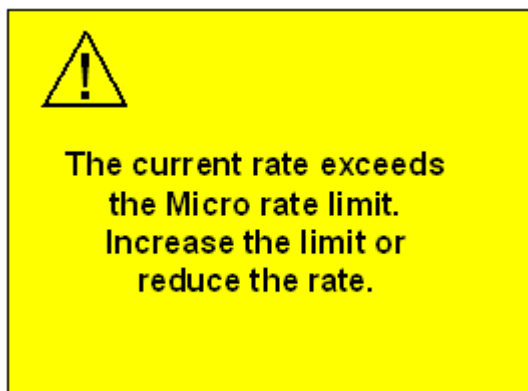 The current rate exceeds
the Micro rate limit.
Increase the limit or
reduce the rate.